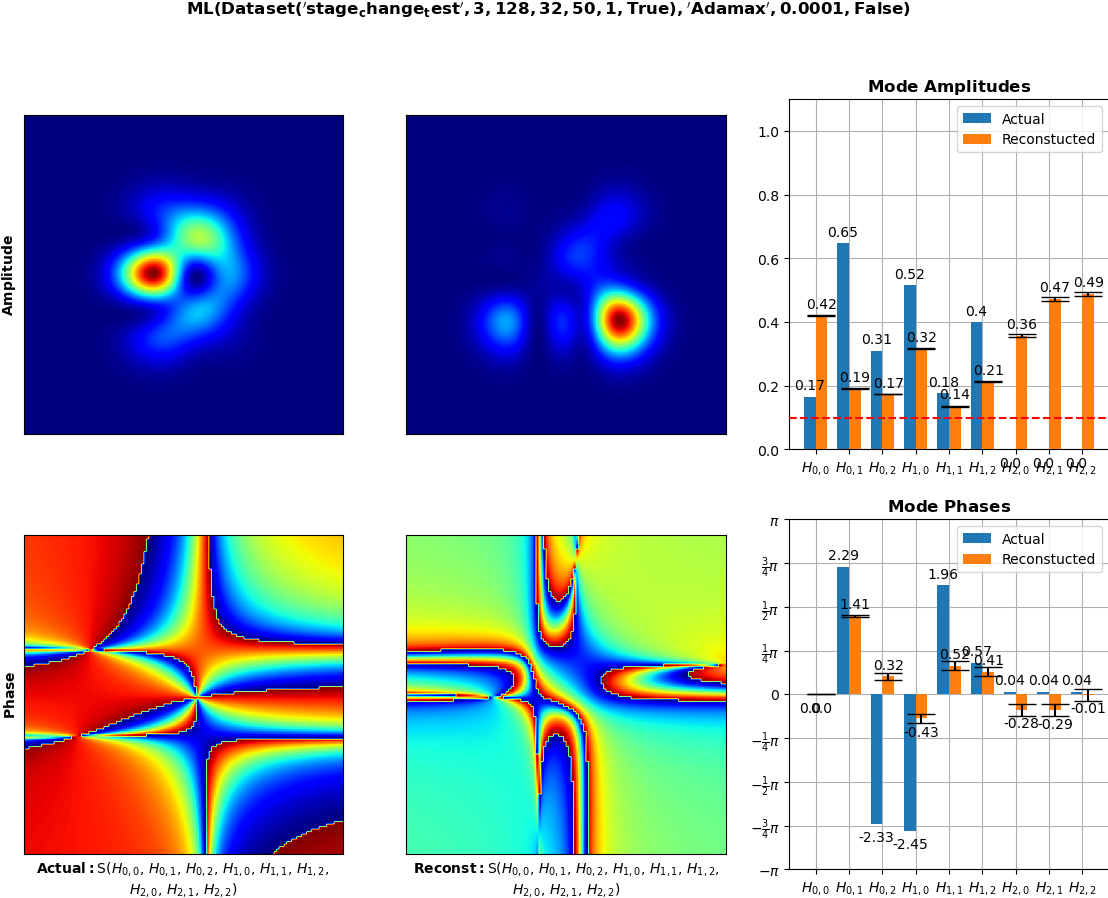 ML(Dataset('stage_change_test', 3, 128, 32, 50, 1, True), 'Adamax', 0.0001, False)
Amplitude
Mode Amplitudes
Actual
Reconstucted
1.0
0.8
0.6
0.4
0.2
0.0
0.17
0.65
0.31
0.52
0.18
0.4
0.0
0.0
0.0
0.42
0.19
0.17
0.32
0.14
0.21
0.36
0.47
0.49
H0,0 H0,1 H0,2 H1,0 H1,1 H1,2 H2,0 H2,1 H2,2
Phase
Actual:S(H0,0, H0,1, H0,2, H1,0, H1,1, H1,2,
H2,0, H2,1, H2,2)
Reconst:S(H0,0, H0,1, H0,2, H1,0, H1,1, H1,2,
H2,0, H2,1, H2,2)
Mode Phases
Actual
Reconstucted
π
3/4π
1/2π
1/4π
0
−1/4π
−1/2π
−3/4π
−π
0.0
2.29
-2.33
-2.45
1.96
0.57
0.04
0.04
0.04
0.0
1.41
0.32
-0.43
0.52
0.41
-0.28
-0.29
-0.01
H0,0 H0,1 H0,2 H1,0 H1,1 H1,2 H2,0 H2,1 H2,2